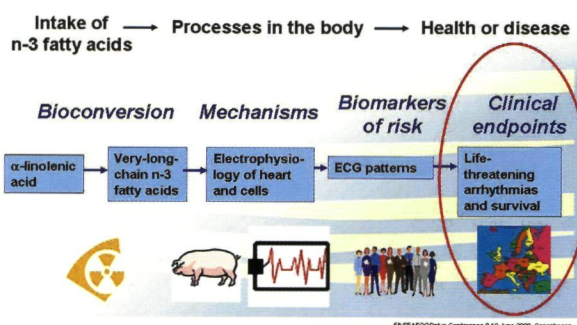 Intake of
n-3 fatty acids
Processes in the body
Health or disease
Bioconversion
Mechanisms
Biomarkers
of risk
Clinical
endpoints
α-linolenic
acid
Very-long-
chain n-3
fatty acids
Electrophysio-
logy of heart
and cells
ECG patterns
Life-
threatening
arrhythmias
and survival